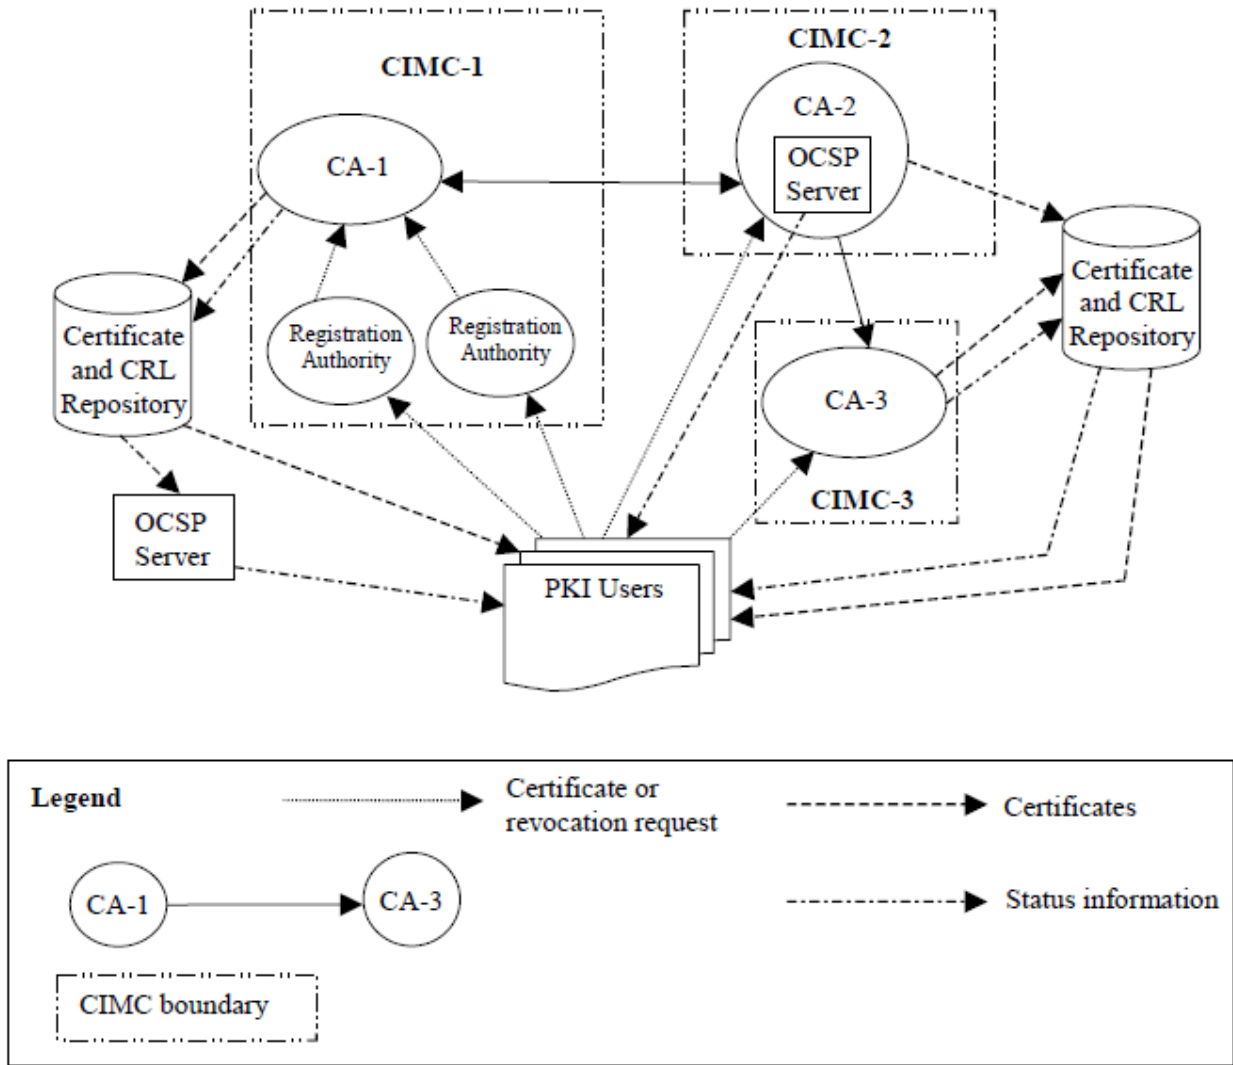 CIMC-1
CA-1
Registration
Authority
Registration
Authority
CIMC-2
CA-2
OCSP
Server
Certificate
and CRL
Repository
Certificate
and CRL
Repository
CA-3
CIMC-3
OCSP
Server
PKI Users
Legend
Certificate or
revocation request
Certificates
CA-1
CA-3
Status information
CIMC boundary